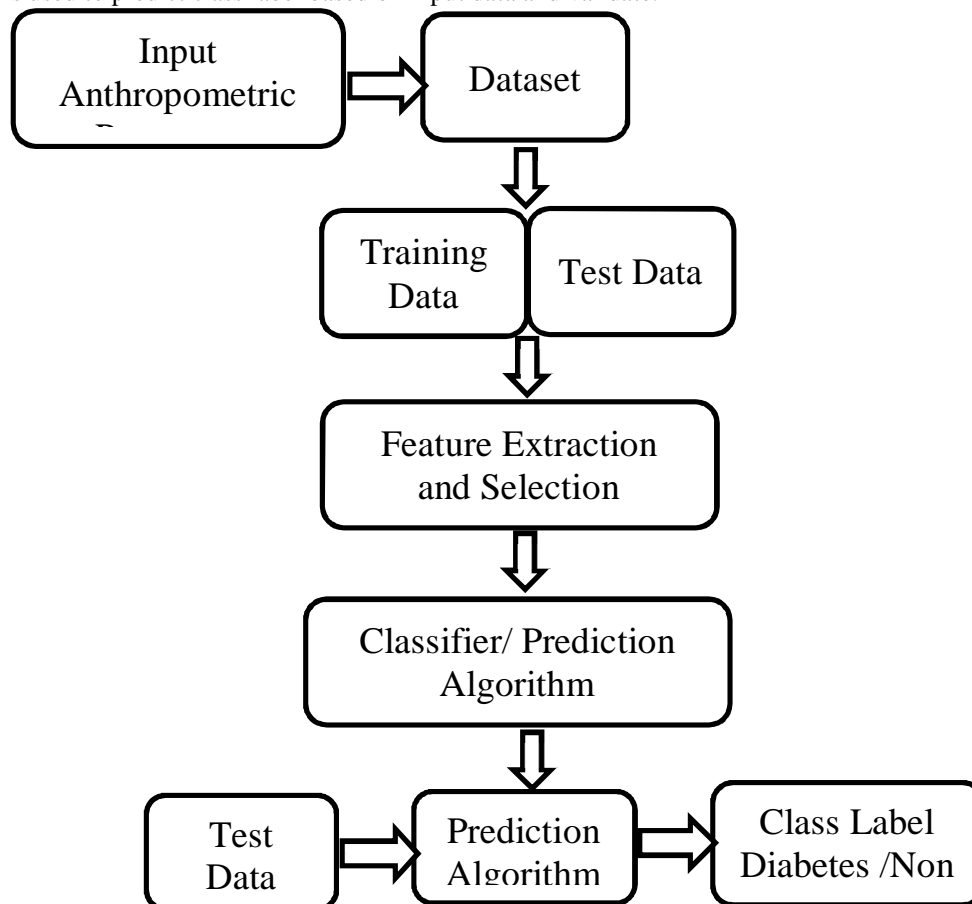 Input
Anthropometric
Dataset
Training
Data
Test Data
Feature Extraction
and Selection
Classifier/ Prediction
Algorithm
Test
Data
Prediction
Algorithm
Class Label
Diabetes /Non